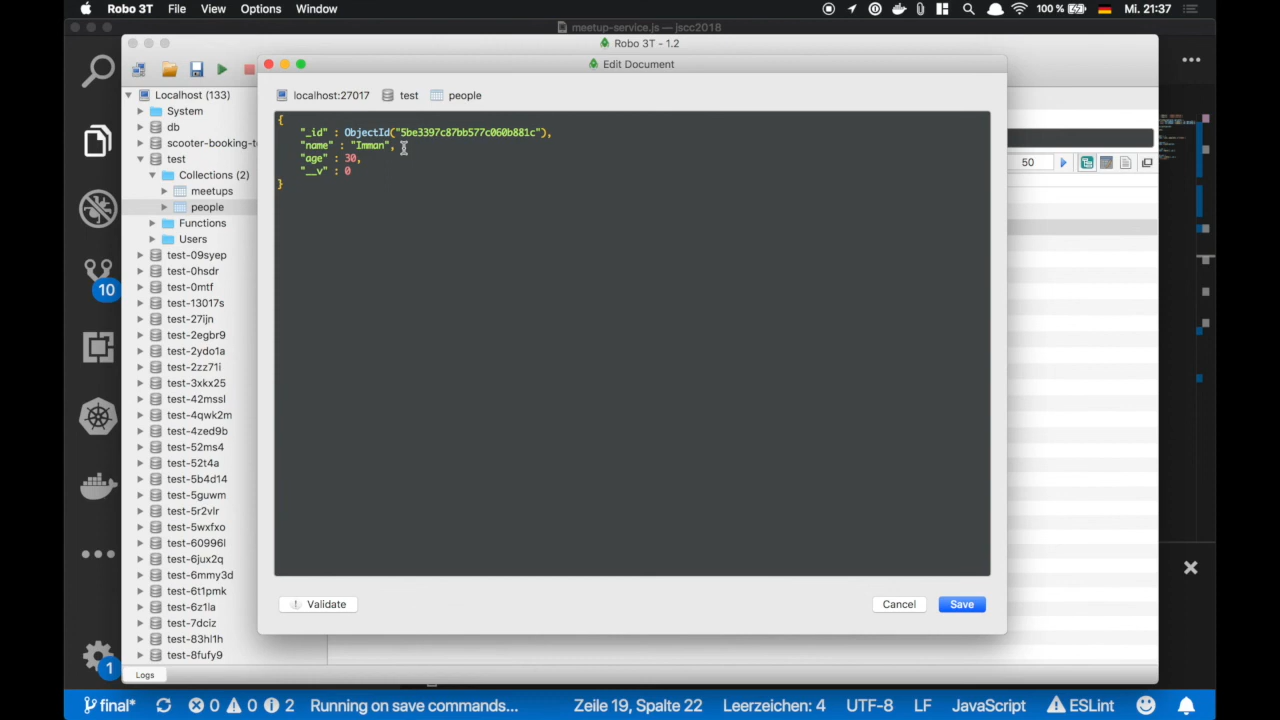 Robo 3T File View Options Window 100 % Mi. 21:37
meetup-service.js — jscc2018
Robo 3T - 1.2
Edit Document
localhost:27017 test people
{
"_id" : ObjectId("5be3397c87bb577c060b881c"),
"name" : "Imman",
"age" : 30,
"__v" : 0
}
Validate
Cancel
Save
Localhost (133)
System
db
scooter-booking-te
test
Collections (2)
meetups
people
Functions
Users
test-09syep
test-0hsdr
test-0mtf
test-13017s
test-27ijn
test-2egbr9
test-2ydo1a
test-2zz71i
test-3xkx25
test-42mssl
test-4qwk2m
test-4zed9b
test-52ms4
test-52t4a
test-5b4d14
test-5guwm
test-5r2vlr
test-5wxfxo
test-60996l
test-6jux2q
test-6mmy3d
test-6t1pmk
test-6z1la
test-7dciz
test-83hl1h
test-8fufy9
50
10
1
Logs
final* 0 0 2 Running on save commands... Zeile 19, Spalte 22 Leerzeichen: 4 UTF-8 LF JavaScript ESLint